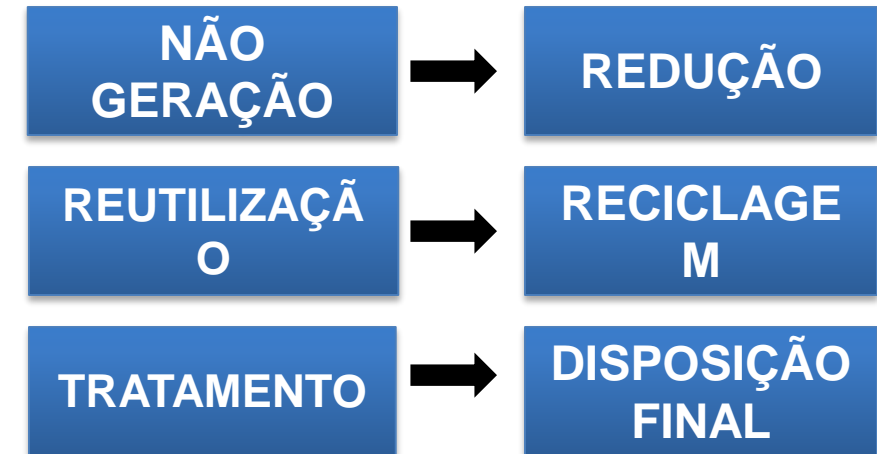 NÃO
GERAÇÃO
REDUÇÃO
REUTILIZAÇÃ
O
RECICLAGE
M
TRATAMENTO
DISPOSIÇÃO
FINAL